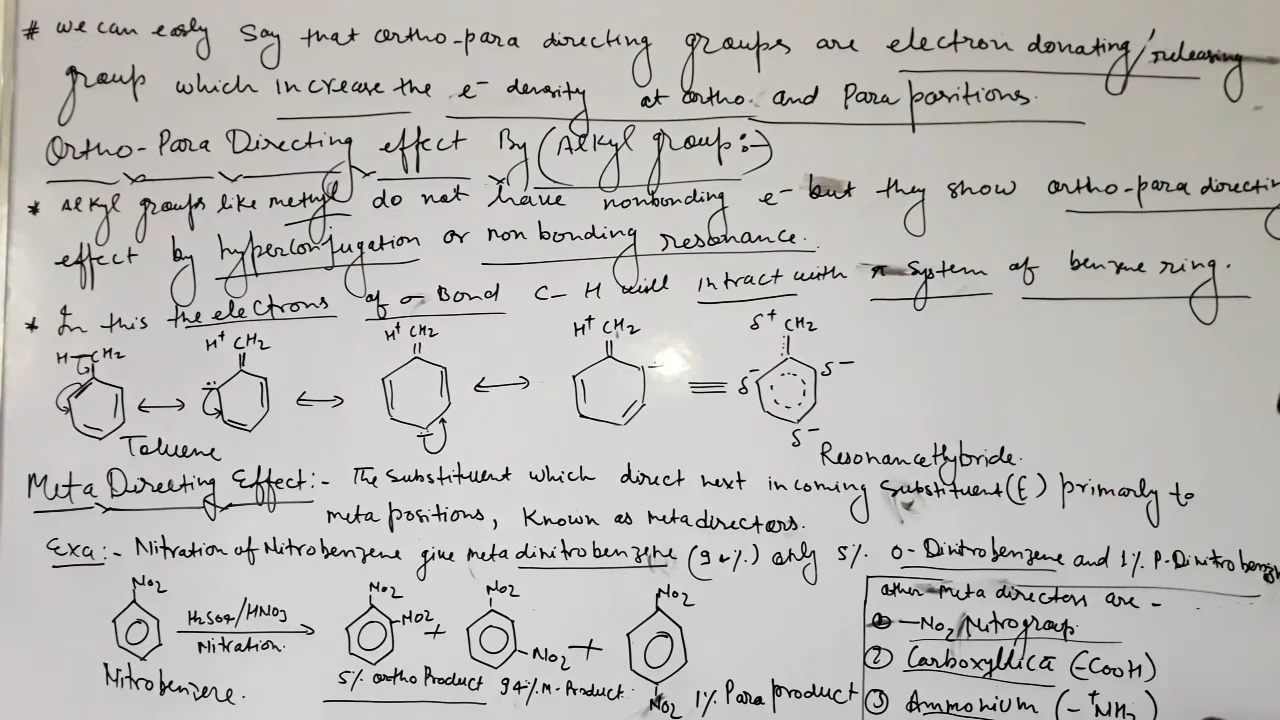 # we can easly say that ortho-para directing groups are electron donating/releasing
group which increase the e⁻ density at ortho. and Para positions.
Ortho-Para Directing effect By (Alkyl group:-)
* Alkyl groups like methyl do not have nonbonding e⁻ but they show ortho-para directin
effect by hyperconjugation or non bonding resonance.
* In this the electrons of σ Bond C-H will intract with π system of benzene ring.
H-CH2 H⁺ CH2 H⁺ CH2 H⁺ CH2 δ⁺ CH2
δ⁻ δ⁻
δ⁻
Toluene
Resonance Hybride.
Meta Directing Effect:- The substituent which direct next incoming substituent (E) primarly to
meta positions, Known as metadirectors.
Exa:- Nitration of Nitrobenzene give meta dinitrobenzene (94%) only 5% O-Dinitrobenzene and 1% P-Dinitrobenzen
NO2 NO2 NO2 NO2
H2SO4/HNO3 NO2 + NO2 + NO2
Nitration.
Nitrobenzene. 5% ortho Product 94% m-Product. 1% Para product
other meta directors are -
① -NO2 Nitrogroup.
② Carboxyllica (-COOH)
③ Ammonium (-⁺NH3)